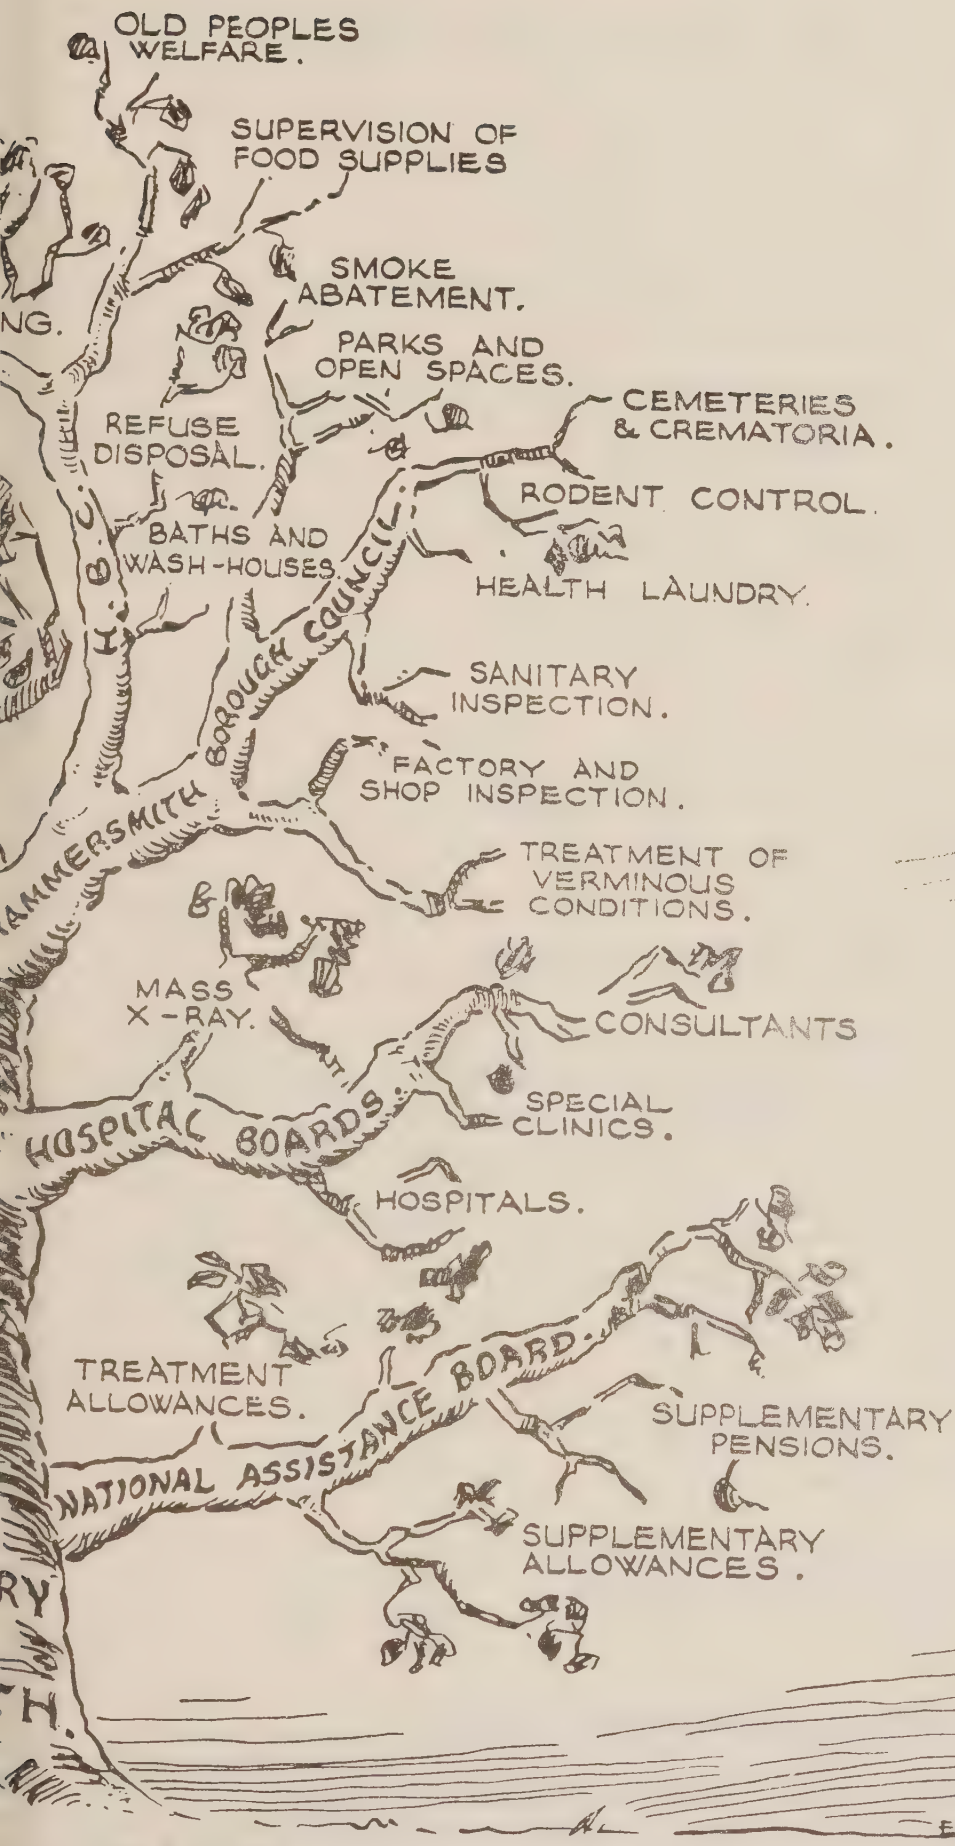 OLD PEOPLES
WELFARE.
SUPERVISION OF
FOOD SUPPLIES
SMOKE
ABATEMENT.
NG.
PARKS AND
OPEN SPACES.
CEMETERIES
& CREMATORIA.
REFUSE
DISPOSAL.
RODENT CONTROL.
BATHS AND
WASH-HOUSES.
HEALTH LAUNDRY.
H.B.C.
SANITARY
INSPECTION.
FACTORY AND
SHOP INSPECTION.
HAMMERSMITH BOROUGH COUNCIL.
TREATMENT OF
VERMINOUS
CONDITIONS.
MASS
X-RAY.
CONSULTANTS
SPECIAL
CLINICS.
HOSPITAL BOARDS.
HOSPITALS.
TREATMENT
ALLOWANCES.
NATIONAL ASSISTANCE BOARD.
SUPPLEMENTARY
PENSIONS.
SUPPLEMENTARY
ALLOWANCES.
RY
H.
E